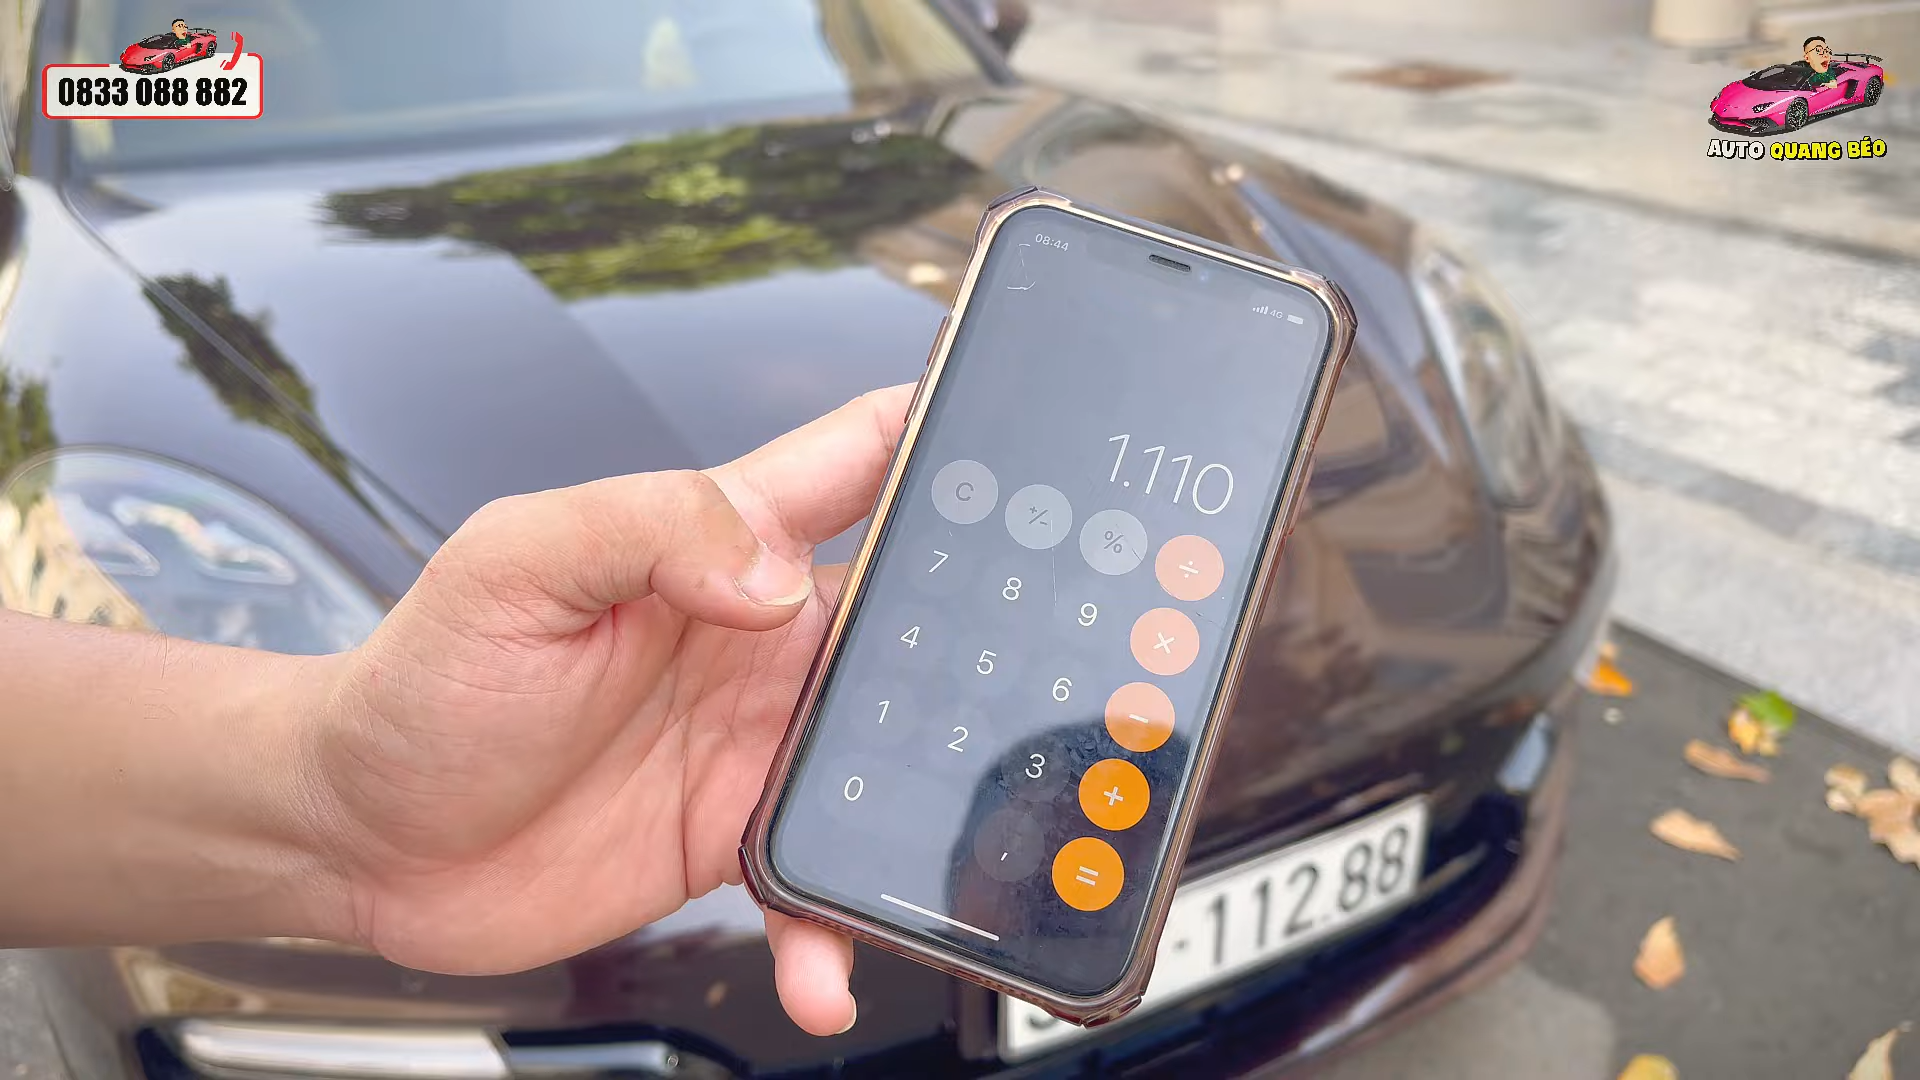 0833 088 882
AUTO QUANG BÉO
08:44
4G
1.110
C +/- % ÷
7 8 9 ×
4 5 6 −
1 2 3 +
0 , =
-112.88